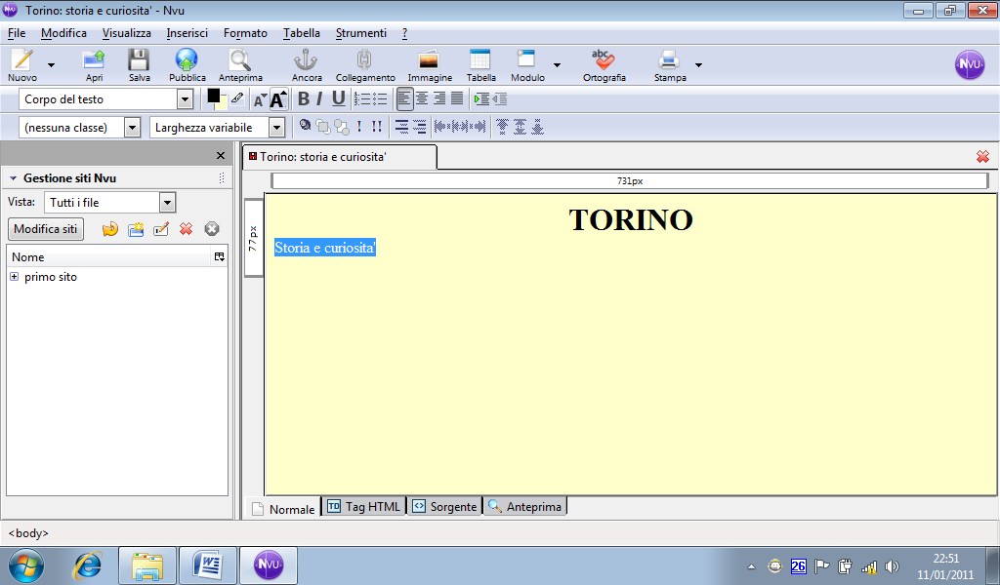 Torino: storia e curiosita' - Nvu
File Modifica Visualizza Inserisci Formato Tabella Strumenti ?
Nuovo Apri Salva Pubblica Anteprima Ancora Collegamento Immagine Tabella Modulo Ortografia Stampa
Corpo del testo
(nessuna classe) Larghezza variabile
Torino: storia e curiosita'
Gestione siti Nvu
731px
Vista: Tutti i file
TORINO
Modifica siti
77px
Storia e curiosita'
Nome
primo sito
Normale Tag HTML Sorgente Anteprima
<body>
26
22:51
11/01/2011